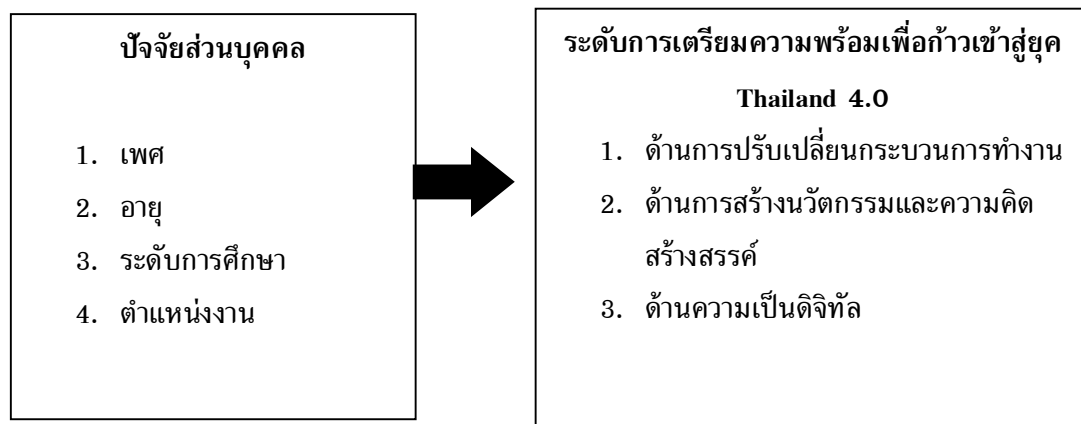 ปัจจัยส่วนบุคคล
1. เพศ
2. อายุ
3. ระดับการศึกษา
4. ตำแหน่งงาน
ระดับการเตรียมความพร้อมเพื่อก้าวเข้าสู่ยุค
Thailand 4.0
1. ด้านการปรับเปลี่ยนกระบวนการทำงาน
2. ด้านการสร้างนวัตกรรมและความคิด
สร้างสรรค์
3. ด้านความเป็นดิจิทัล